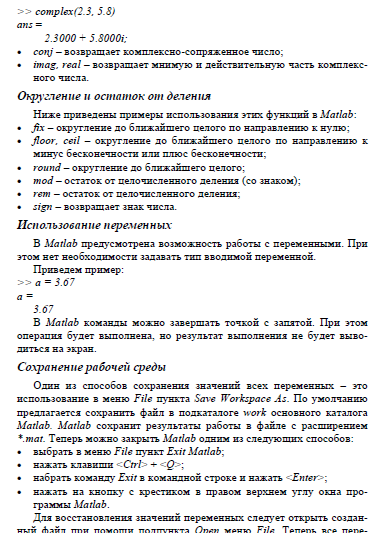 >> complex(2.3, 5.8)
ans =
2.3000 + 5.8000i;
• conj – возвращает комплексно-сопряженное число;
• imag, real – возвращает мнимую и действительную часть комплекс-
ного числа.
Округление и остаток от деления
Ниже приведены примеры использования этих функций в Matlab:
• fix – округление до ближайшего целого по направлению к нулю;
• floor, ceil – округление до ближайшего целого по направлению к
минус бесконечности или плюс бесконечности;
• round – округление до ближайшего целого;
• mod – остаток от целочисленного деления (со знаком);
• rem – остаток от целочисленного деления;
• sign – возвращает знак числа.
Использование переменных
В Matlab предусмотрена возможность работы с переменными. При
этом нет необходимости задавать тип вводимой переменной.
Приведем пример:
>> a = 3.67
a =
3.67
В Matlab команды можно завершать точкой с запятой. При этом
операция будет выполнена, но результат выполнения не будет выво-
диться на экран.
Сохранение рабочей среды
Один из способов сохранения значений всех переменных – это
использование в меню File пункта Save Workspace As. По умолчанию
предлагается сохранить файл в подкаталоге work основного каталога
Matlab. Matlab сохранит результаты работы в файле с расширением
*.mat. Теперь можно закрыть Matlab одним из следующих способов:
• выбрать в меню File пункт Exit Matlab;
• нажать клавиши <Ctrl> + <Q>;
• набрать команду Exit в командной строке и нажать <Enter>;
• нажать на кнопку с крестиком в правом верхнем углу окна про-
граммы Matlab.
Для восстановления значений переменных следует открыть создан-
ный файл при помощи подпункта Open меню File. Теперь все пере-